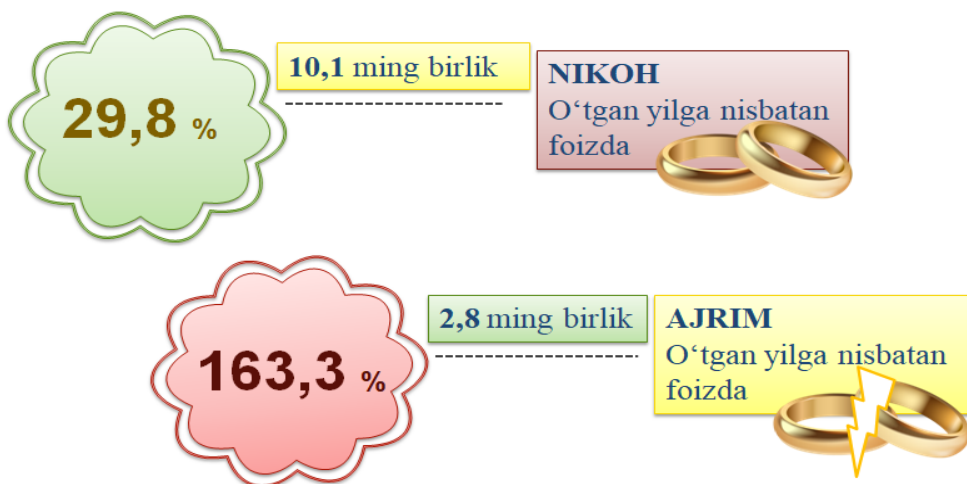 29,8 %
10,1 ming birlik
NIKOH
O‘tgan yilga nisbatan
foizda
163,3 %
2,8 ming birlik
AJRIM
O‘tgan yilga nisbatan
foizda